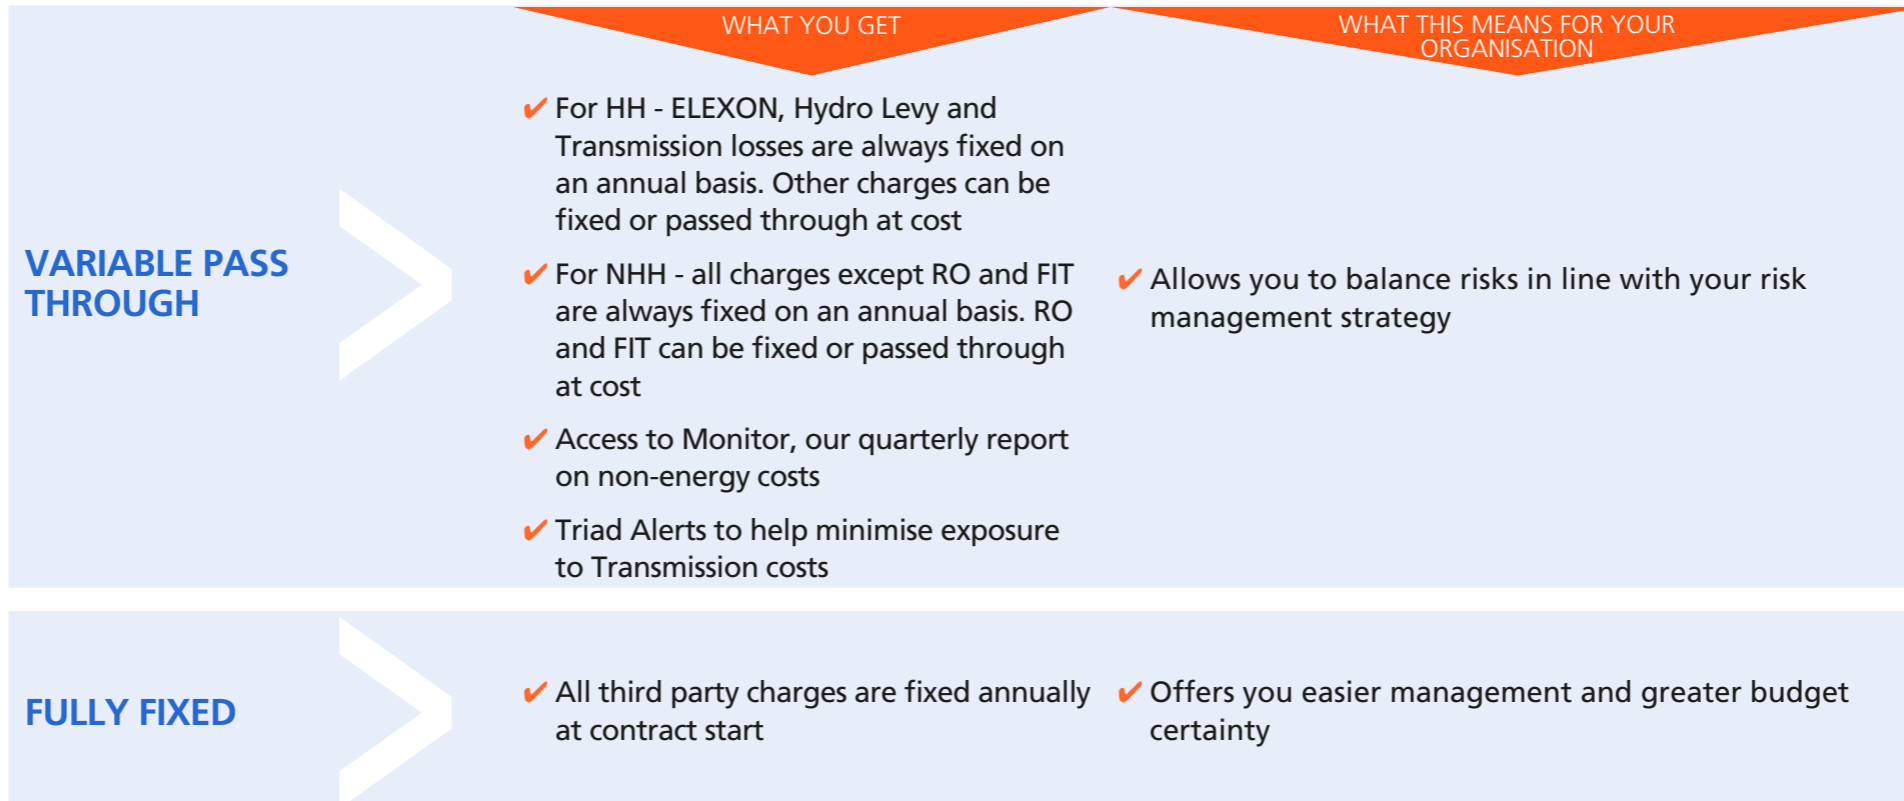 WHAT YOU GET
WHAT THIS MEANS FOR YOUR
ORGANISATION
VARIABLE PASS
THROUGH
✔ For HH - ELEXON, Hydro Levy and
Transmission losses are always fixed on
an annual basis. Other charges can be
fixed or passed through at cost
✔ For NHH - all charges except RO and FIT
are always fixed on an annual basis. RO
and FIT can be fixed or passed through
at cost
✔ Access to Monitor, our quarterly report
on non-energy costs
✔ Triad Alerts to help minimise exposure
to Transmission costs
✔ Allows you to balance risks in line with your risk
management strategy
FULLY FIXED
✔ All third party charges are fixed annually
at contract start
✔ Offers you easier management and greater budget
certainty